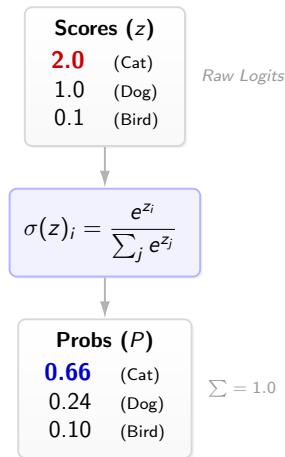 Scores (z)
2.0 (Cat)
1.0 (Dog)
0.1 (Bird)
Raw Logits
σ(z)ᵢ = e^{z_i} / ∑_j e^{z_j}
Probs (P)
0.66 (Cat)
0.24 (Dog)
0.10 (Bird)
∑ = 1.0